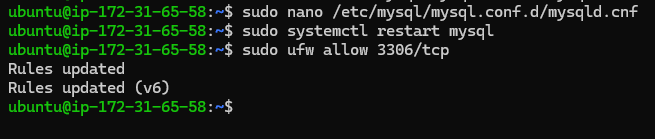 ubuntu@ip-172-31-65-58:~$ sudo nano /etc/mysql/mysql.conf.d/mysqld.cnf
ubuntu@ip-172-31-65-58:~$ sudo systemctl restart mysql
ubuntu@ip-172-31-65-58:~$ sudo ufw allow 3306/tcp
Rules updated
Rules updated (v6)
ubuntu@ip-172-31-65-58:~$